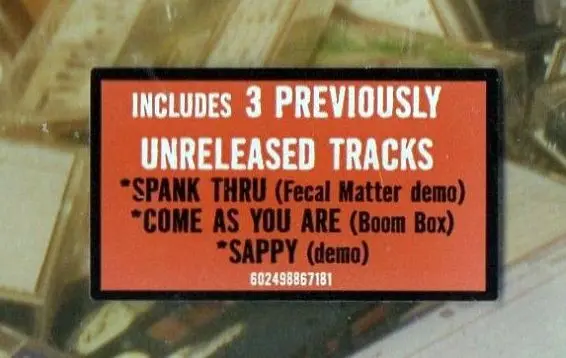 INCLUDES 3 PREVIOUSLY
UNRELEASED TRACKS
*SPANK THRU (Fecal Matter demo)
*COME AS YOU ARE (Boom Box)
*SAPPY (demo)
602498867181